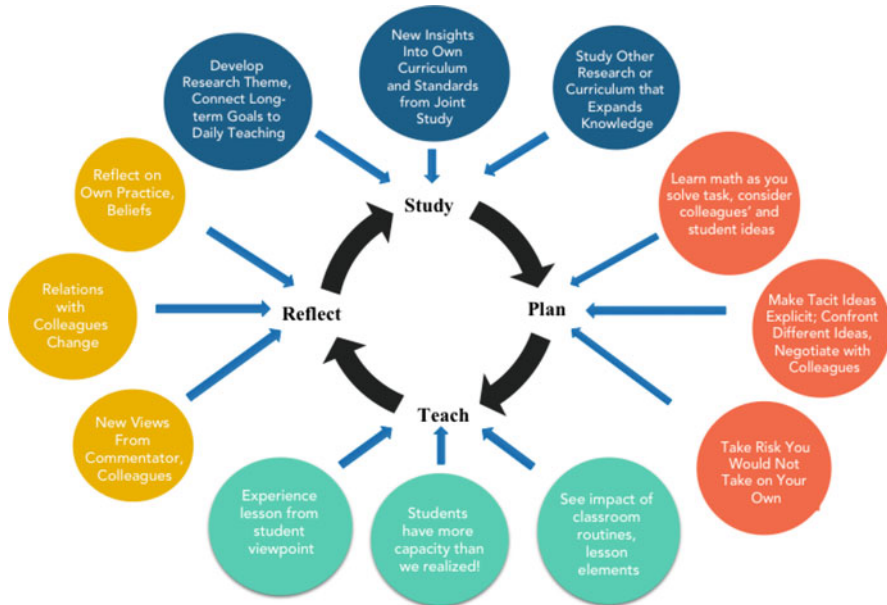 Develop
Research Theme,
Connect Long-
term Goals to
Daily Teaching
New Insights
Into Own
Curriculum
and Standards
from Joint
Study
Study Other
Research or
Curriculum that
Expands
Knowledge
Reflect on
Own Practice,
Beliefs
Learn math as you
solve task, consider
colleagues’ and
student ideas
Study
Relations
with
Colleagues
Change
Reflect
Plan
Make Tacit Ideas
Explicit; Confront
Different Ideas,
Negotiate with
Colleagues
Teach
New Views
From
Commentator,
Colleagues
Take Risk You
Would Not
Take on Your
Own
Experience
lesson from
student
viewpoint
Students
have more
capacity than
we realized!
See impact of
classroom
routines,
lesson
elements